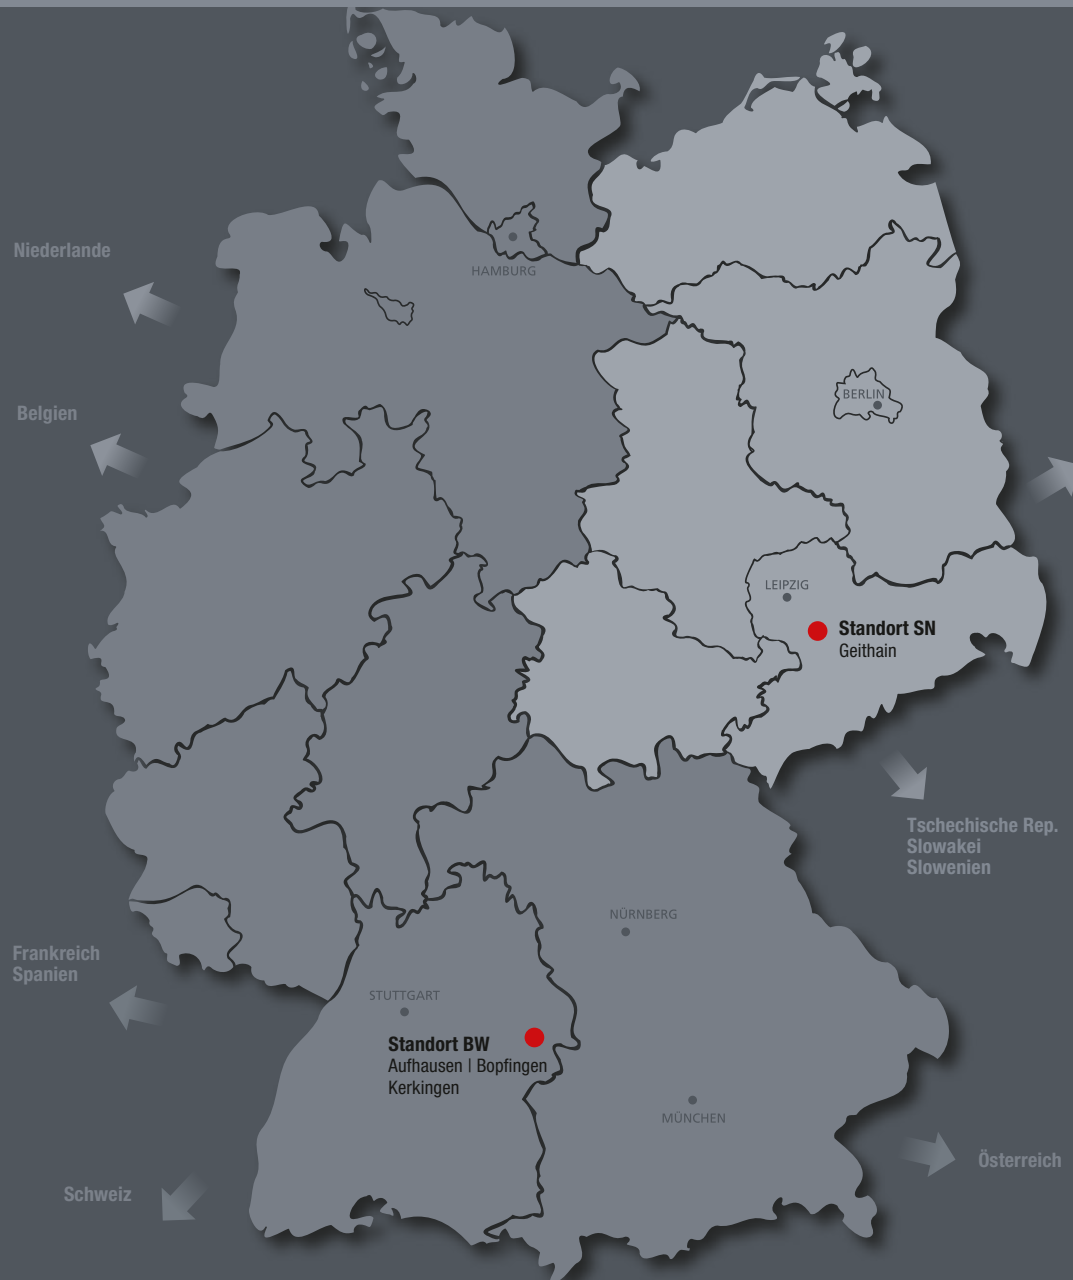 Niederlande
HAMBURG
Belgien
BERLIN
LEIPZIG
Standort SN
Geithain
Tschechische Rep.
Slowakei
Slowenien
NÜRNBERG
Frankreich
Spanien
STUTTGART
Standort BW
Aufhausen | Bopfingen
Kerkingen
MÜNCHEN
Österreich
Schweiz